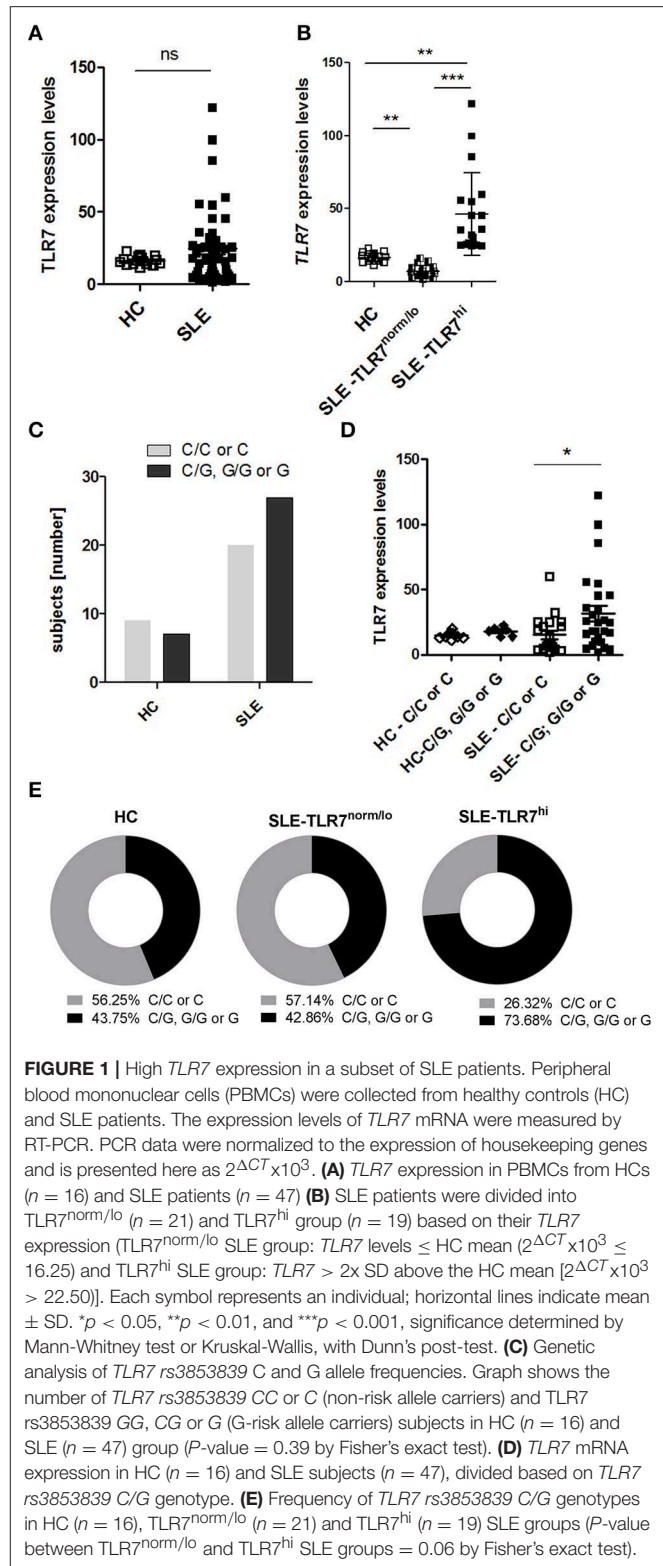 A
ns
TLR7 expression levels
150
100
50
0
HC
SLE
B
**
***
**
TLR7 expression levels
150
100
50
0
HC
SLE -TLR7norm/lo
SLE -TLR7hi
C
C/C or C
C/G, G/G or G
subjects [number]
30
20
10
0
HC
SLE
D
*
TLR7 expression levels
150
100
50
0
HC - C/C or C
HC-C/G, G/G or G
SLE - C/C or C
SLE- C/G; G/G or G
E
HC
SLE-TLR7norm/lo
SLE-TLR7hi
56.25% C/C or C
43.75% C/G, G/G or G
57.14% C/C or C
42.86% C/G, G/G or G
26.32% C/C or C
73.68% C/G, G/G or G
FIGURE 1 | High TLR7 expression in a subset of SLE patients. Peripheral
blood mononuclear cells (PBMCs) were collected from healthy controls (HC)
and SLE patients. The expression levels of TLR7 mRNA were measured by
RT-PCR. PCR data were normalized to the expression of housekeeping genes
and is presented here as 2ΔCTx10³. (A) TLR7 expression in PBMCs from HCs
(n = 16) and SLE patients (n = 47) (B) SLE patients were divided into
TLR7norm/lo (n = 21) and TLR7hi group (n = 19) based on their TLR7
expression (TLR7norm/lo SLE group: TLR7 levels ≤ HC mean (2ΔCTx10³ ≤
16.25) and TLR7hi SLE group: TLR7 > 2x SD above the HC mean [2ΔCTx10³
> 22.50)]. Each symbol represents an individual; horizontal lines indicate mean
± SD. *p < 0.05, **p < 0.01, and ***p < 0.001, significance determined by
Mann-Whitney test or Kruskal-Wallis, with Dunn's post-test. (C) Genetic
analysis of TLR7 rs3853839 C and G allele frequencies. Graph shows the
number of TLR7 rs3853839 CC or C (non-risk allele carriers) and TLR7
rs3853839 GG, CG or G (G-risk allele carriers) subjects in HC (n = 16) and
SLE (n = 47) group (P-value = 0.39 by Fisher's exact test). (D) TLR7 mRNA
expression in HC (n = 16) and SLE subjects (n = 47), divided based on TLR7
rs3853839 C/G genotype. (E) Frequency of TLR7 rs3853839 C/G genotypes
in HC (n = 16), TLR7norm/lo (n = 21) and TLR7hi (n = 19) SLE groups (P-value
between TLR7norm/lo and TLR7hi SLE groups = 0.06 by Fisher's exact test).